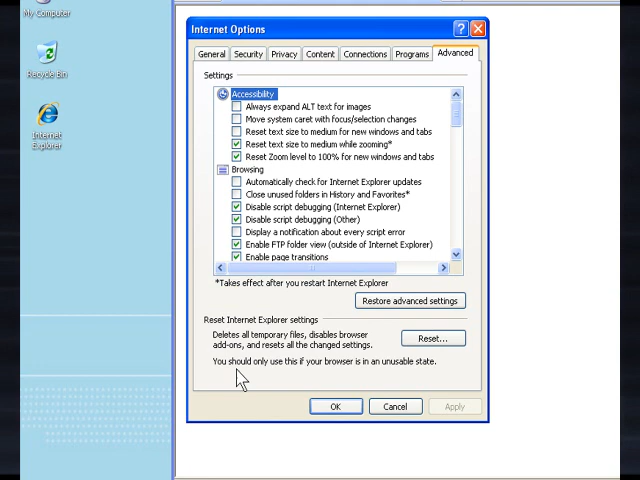 My Computer
Recycle Bin
Internet
Explorer
Internet Options
General Security Privacy Content Connections Programs Advanced
Settings
Accessibility
Always expand ALT text for images
Move system caret with focus/selection changes
Reset text size to medium for new windows and tabs
Reset text size to medium while zooming*
Reset Zoom level to 100% for new windows and tabs
Browsing
Automatically check for Internet Explorer updates
Close unused folders in History and Favorites*
Disable script debugging (Internet Explorer)
Disable script debugging (Other)
Display a notification about every script error
Enable FTP folder view (outside of Internet Explorer)
Enable page transitions
*Takes effect after you restart Internet Explorer
Restore advanced settings
Reset Internet Explorer settings
Deletes all temporary files, disables browser
add-ons, and resets all the changed settings.
Reset...
You should only use this if your browser is in an unusable state.
OK Cancel Apply